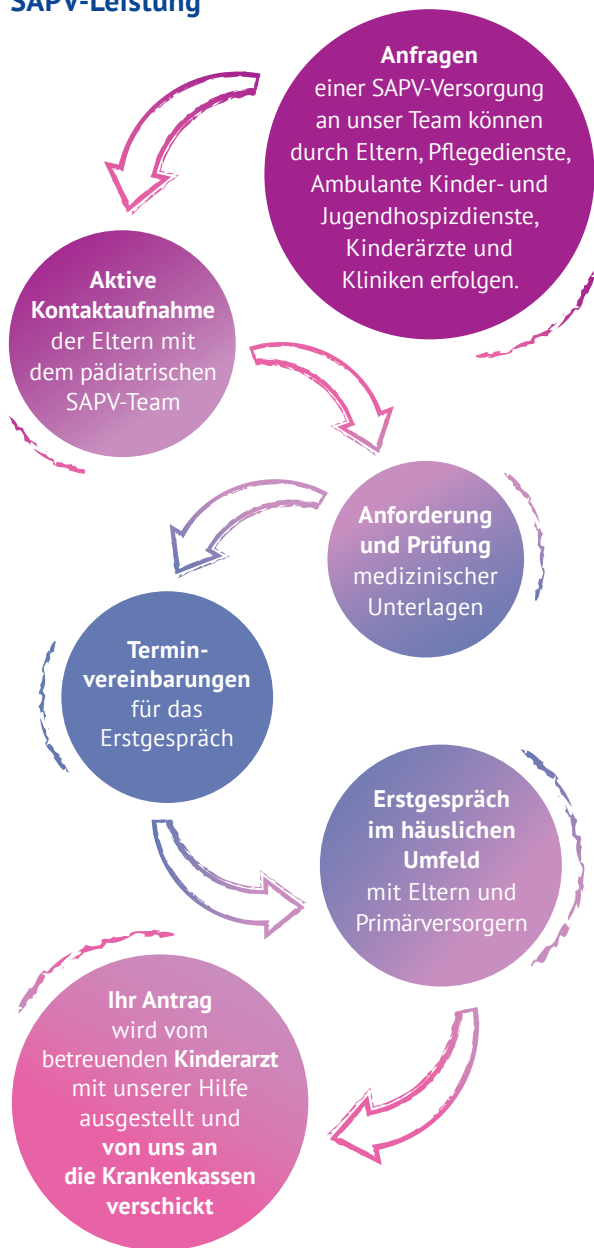 SAPV-Leistung
Anfragen
einer SAPV-Versorgung
an unser Team können
durch Eltern, Pflegedienste,
Ambulante Kinder- und
Jugendhospizdienste,
Kinderärzte und
Kliniken erfolgen.
Aktive
Kontaktaufnahme
der Eltern mit
dem pädiatrischen
SAPV-Team
Anforderung
und Prüfung
medizinischer
Unterlagen
Termin-
vereinbarungen
für das
Erstgespräch
Erstgespräch
im häuslichen
Umfeld
mit Eltern und
Primärversorgern
Ihr Antrag
wird vom
betreuenden Kinderarzt
mit unserer Hilfe
ausgestellt und
von uns an
die Krankenkassen
verschickt